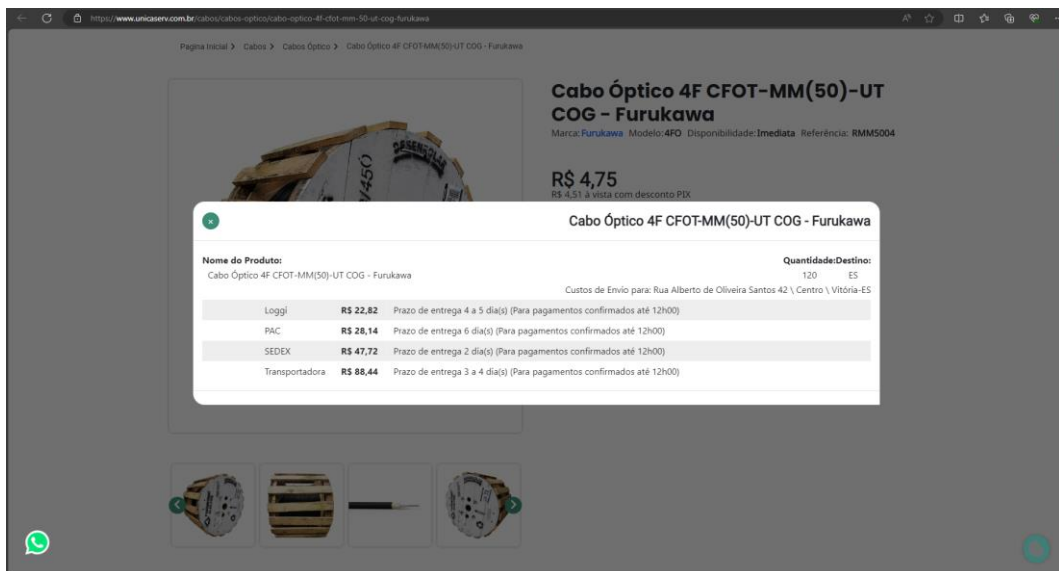 https://www.unicaserv.com.br/cabos/cabos-optico/cabo-optico-4f-cfot-mm-50-ut-cog-furukawa
Pagina Inicial > Cabos > Cabos Óptico > Cabo Óptico 4F CFOT-MM(50)-UT COG - Furukawa
Cabo Óptico 4F CFOT-MM(50)-UT
COG - Furukawa
Marca: Furukawa Modelo: 4FO Disponibilidade: Imediata Referência: RMM5004
R$ 4,75
R$ 4,51 à vista com desconto PIX
Cabo Óptico 4F CFOT-MM(50)-UT COG - Furukawa
Nome do Produto: Quantidade: Destino:
Cabo Óptico 4F CFOT-MM(50)-UT COG - Furukawa 120 ES
Custos de Envio para: Rua Alberto de Oliveira Santos 42 \ Centro \ Vitória-ES
Loggi R$ 22,82 Prazo de entrega 4 a 5 dia(s) (Para pagamentos confirmados até 12h00)
PAC R$ 28,14 Prazo de entrega 6 dia(s) (Para pagamentos confirmados até 12h00)
SEDEX R$ 47,72 Prazo de entrega 2 dia(s) (Para pagamentos confirmados até 12h00)
Transportadora R$ 88,44 Prazo de entrega 3 a 4 dia(s) (Para pagamentos confirmados até 12h00)